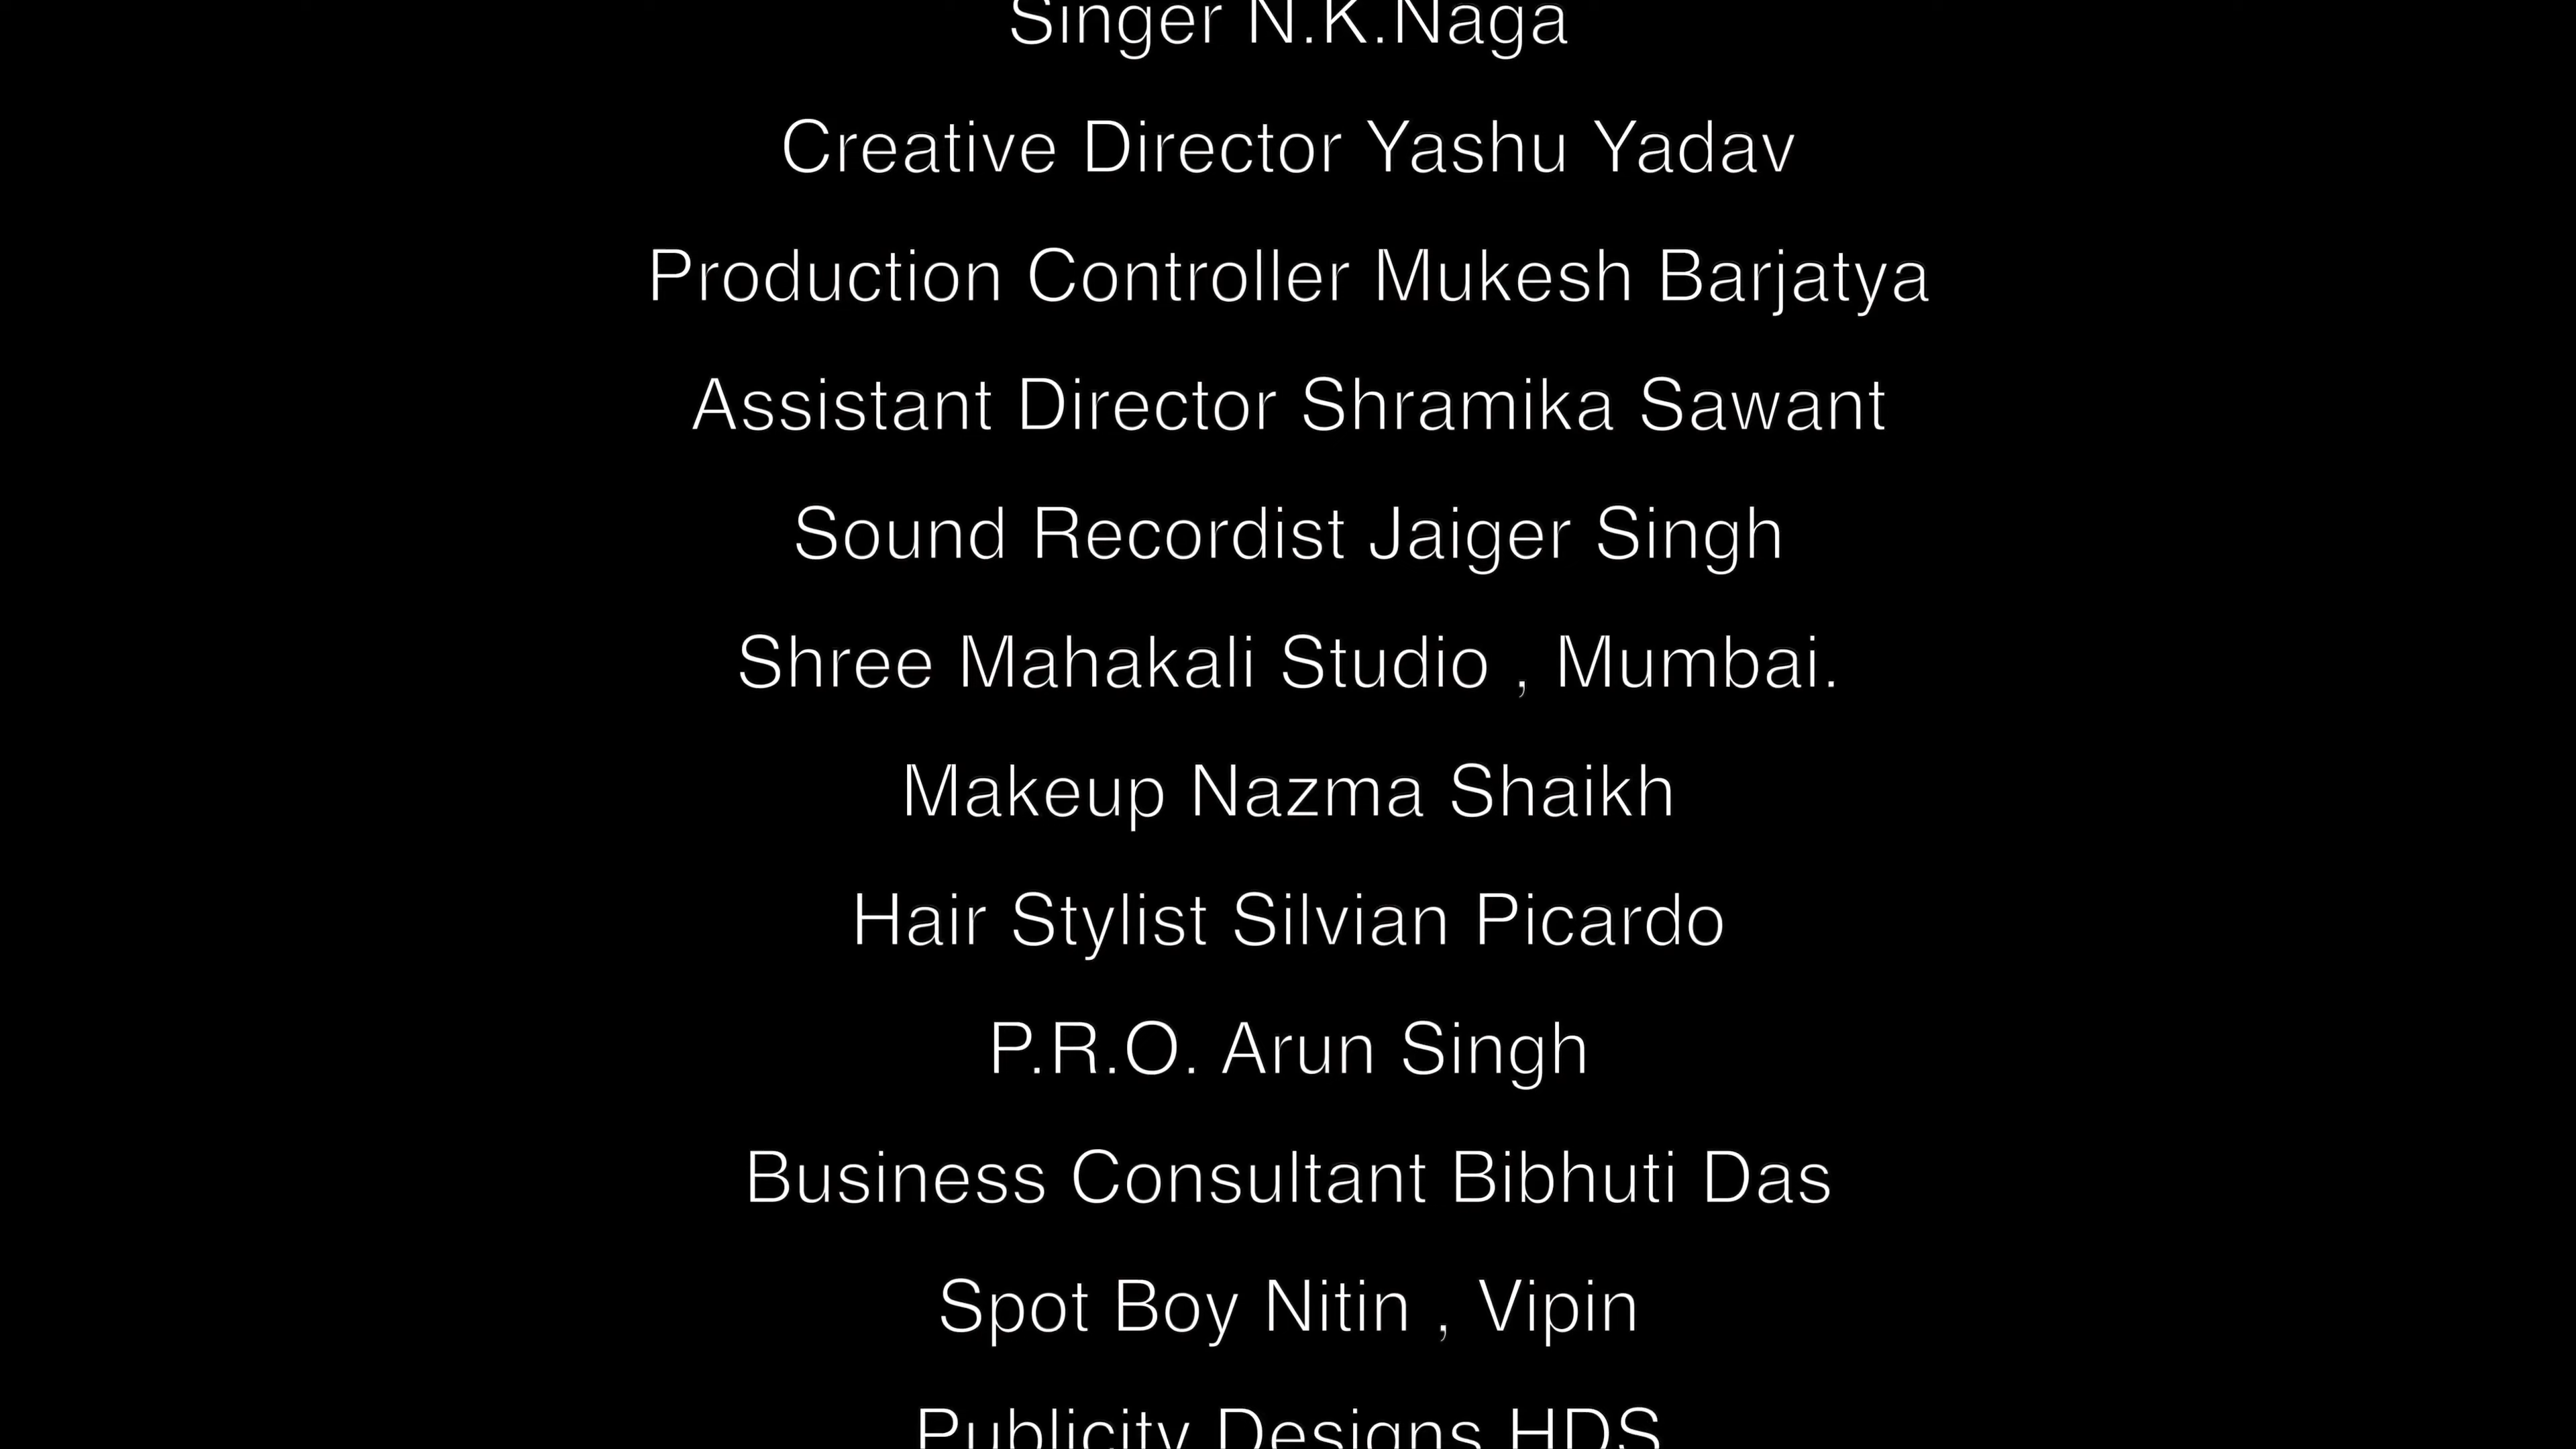 Singer N.K.Naga
Creative Director Yashu Yadav
Production Controller Mukesh Barjatya
Assistant Director Shramika Sawant
Sound Recordist Jaiger Singh
Shree Mahakali Studio , Mumbai.
Makeup Nazma Shaikh
Hair Stylist Silvian Picardo
P.R.O. Arun Singh
Business Consultant Bibhuti Das
Spot Boy Nitin , Vipin
Publicity Designs HDS